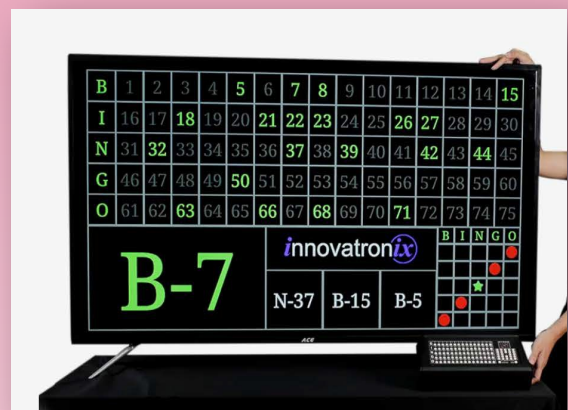 B 1 2 3 4 5 6 7 8 9 10 11 12 13 14 15
I 16 17 18 19 20 21 22 23 24 25 26 27 28 29 30
N 31 32 33 34 35 36 37 38 39 40 41 42 43 44 45
G 46 47 48 49 50 51 52 53 54 55 56 57 58 59 60
O 61 62 63 64 65 66 67 68 69 70 71 72 73 74 75
B-7
innovatronix
N-37 B-15 B-5
B I N G O
ACE